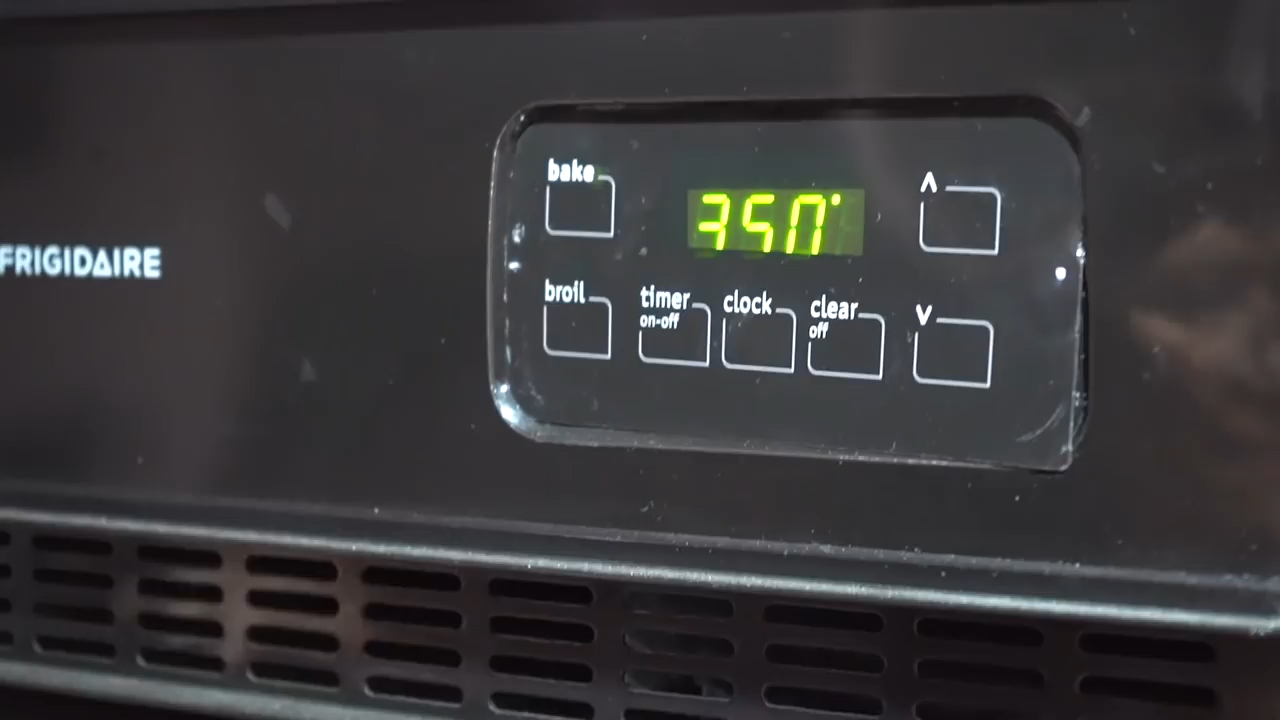 bake
350°
^
FRIGIDAIRE
broil
timer
on-off
clock
clear
off
v